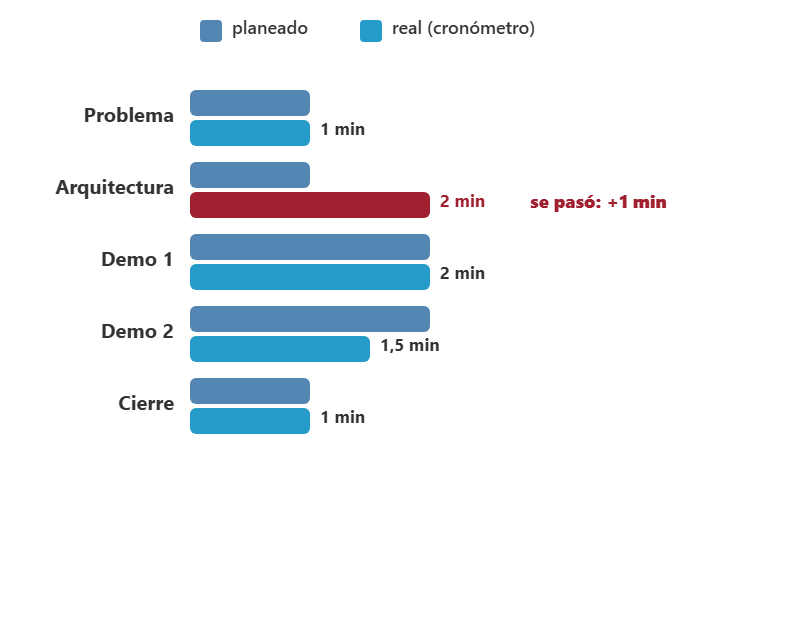 planeado
real (cronómetro)
Problema
1 min
Arquitectura
2 min
se pasó: +1 min
Demo 1
2 min
Demo 2
1,5 min
Cierre
1 min